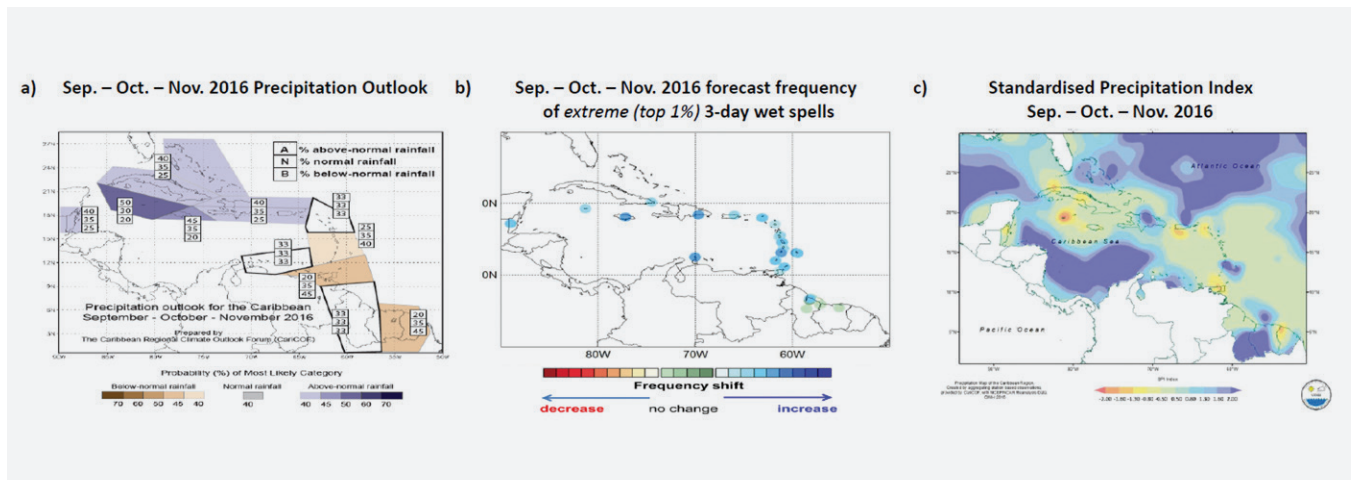 a) Sep. – Oct. – Nov. 2016 Precipitation Outlook
A % above-normal rainfall
N % normal rainfall
B % below-normal rainfall
40
35
25
50
30
20
45
35
20
40
35
25
40
35
25
33
33
33
25
35
40
33
33
33
20
35
45
33
33
33
20
35
45
Precipitation outlook for the Caribbean
September - October - November 2016
Prepared by
The Caribbean Regional Climate Outlook Forum (CariCOF)
Probability (%) of Most Likely Category
Below-normal rainfall Normal rainfall Above-normal rainfall
70 60 50 45 40 40 40 45 50 60 70
b) Sep. – Oct. – Nov. 2016 forecast frequency
of extreme (top 1%) 3-day wet spells
0N
0N
80W 70W 60W
Frequency shift
decrease no change increase
c) Standardised Precipitation Index
Sep. – Oct. – Nov. 2016
Atlantic Ocean
Caribbean Sea
Pacific Ocean
SPI Index